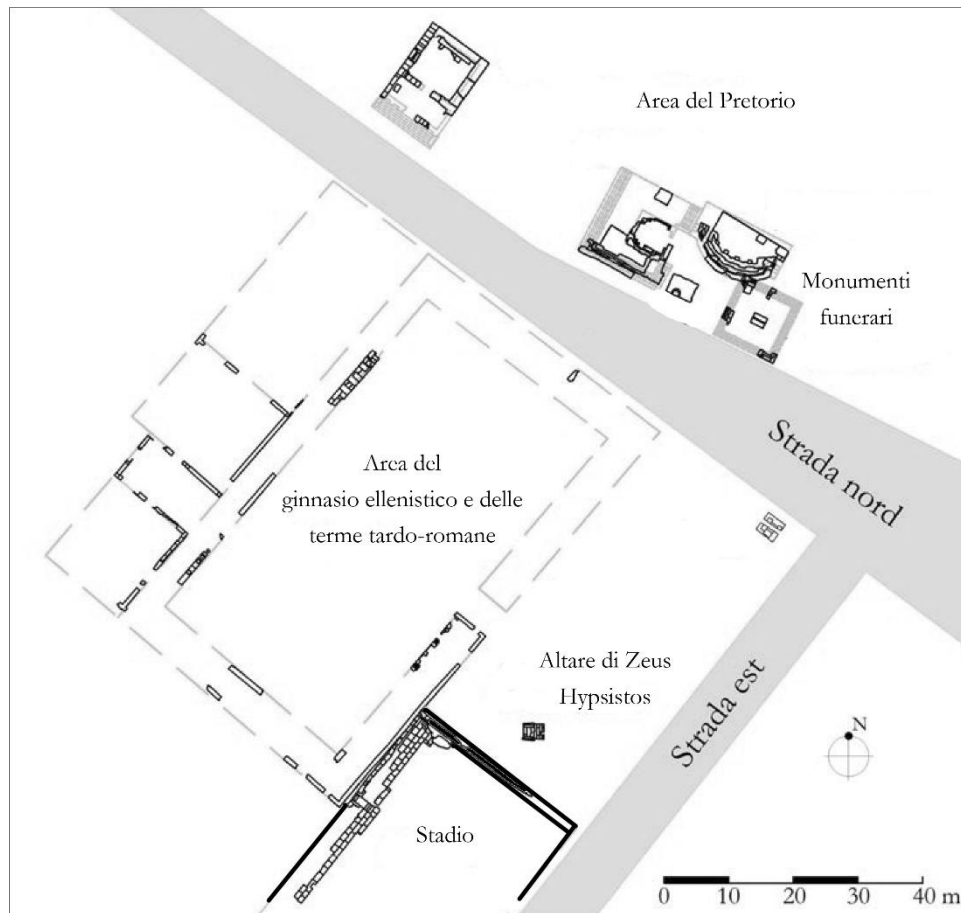 Area del Pretorio
Monumenti
funerari
Strada nord
Area del
ginnasio ellenistico e delle
terme tardo-romane
Altare di Zeus
Hypsistos
Strada est
N
Stadio
0 10 20 30 40 m